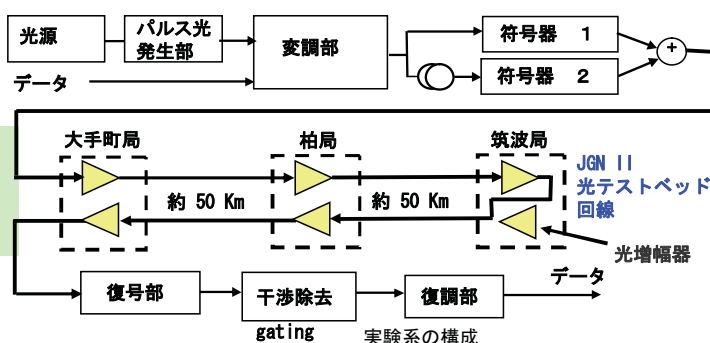 光源
パルス光
発生部
変調部
符号器 1
符号器 2
+
データ
大手町局
柏局
筑波局
JGN II
光テストベッド
回線
約 50 Km
約 50 Km
光増幅器
データ
復号部
干渉除去
復調部
gating
実験系の構成